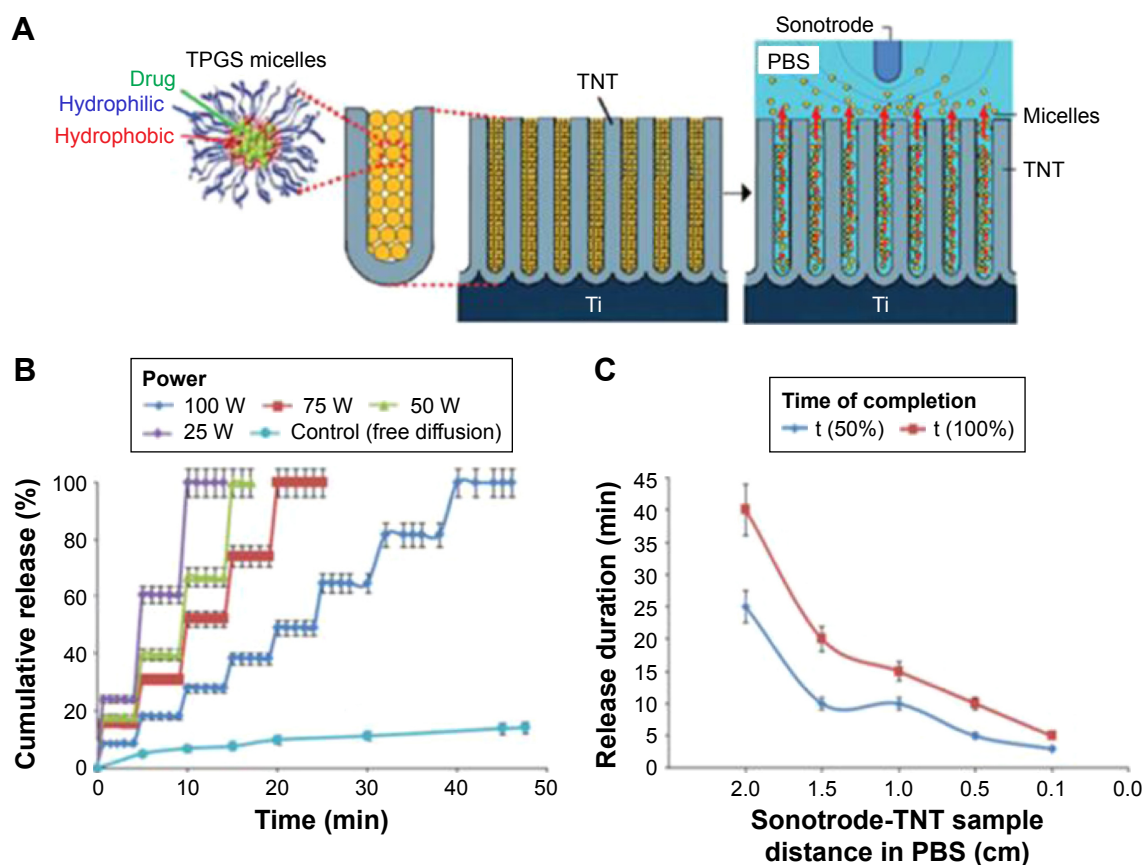 A
TPGS micelles
Drug
Hydrophilic
Hydrophobic
TNT
Sonotrode
PBS
Micelles
TNT
Ti
Ti
B
Power
100 W 75 W 50 W
25 W Control (free diffusion)
Cumulative release (%)
100
80
60
40
20
0
0 10 20 30 40 50
Time (min)
C
Time of completion
t (50%) t (100%)
Release duration (min)
45
40
35
30
25
20
15
10
5
0
2.0 1.5 1.0 0.5 0.1 0.0
Sonotrode-TNT sample
distance in PBS (cm)